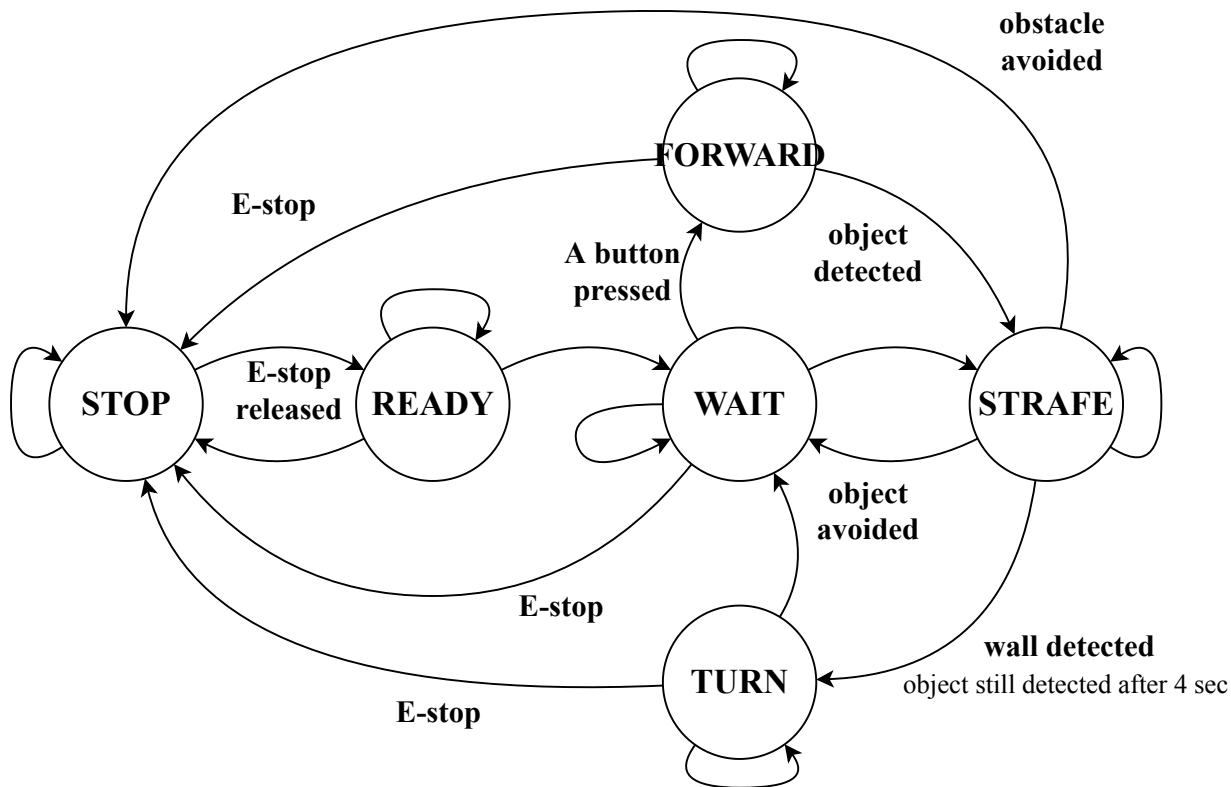 obstacle
avoided
FORWARD
E-stop
A button
pressed
object
detected
E-stop
released
STOP
READY
WAIT
STRAFE
object
avoided
E-stop
wall detected
object still detected after 4 sec
TURN
E-stop